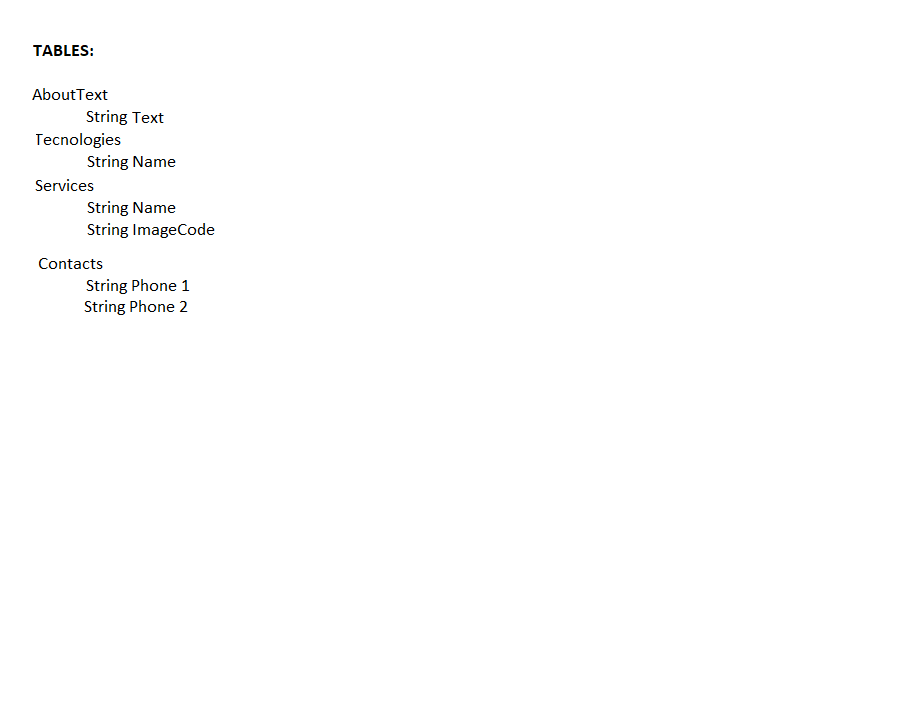 TABLES:
AboutText
String Text
Tecnologies
String Name
Services
String Name
String ImageCode
Contacts
String Phone 1
String Phone 2